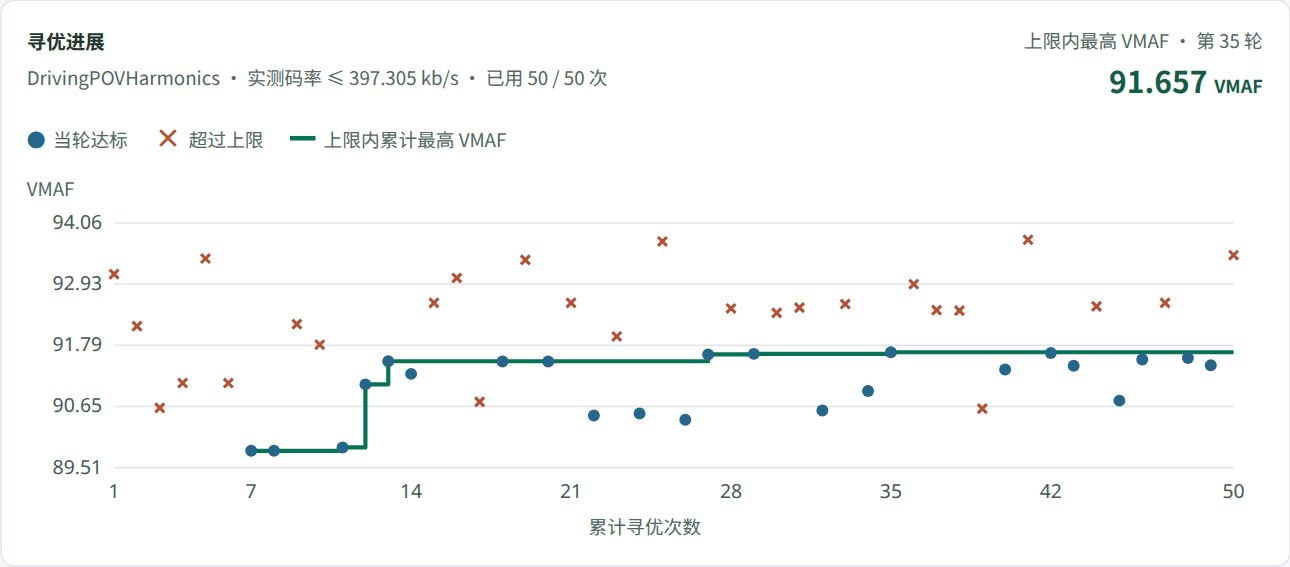 寻优进展
上限内最高 VMAF • 第 35 轮
DrivingPOVHarmonics • 实测码率 ≤ 397.305 kb/s • 已用 50 / 50 次
91.657 VMAF
当轮达标 超过上限 上限内累计最高 VMAF
VMAF
94.06
92.93
91.79
90.65
89.51
1 7 14 21 28 35 42 50
累计寻优次数